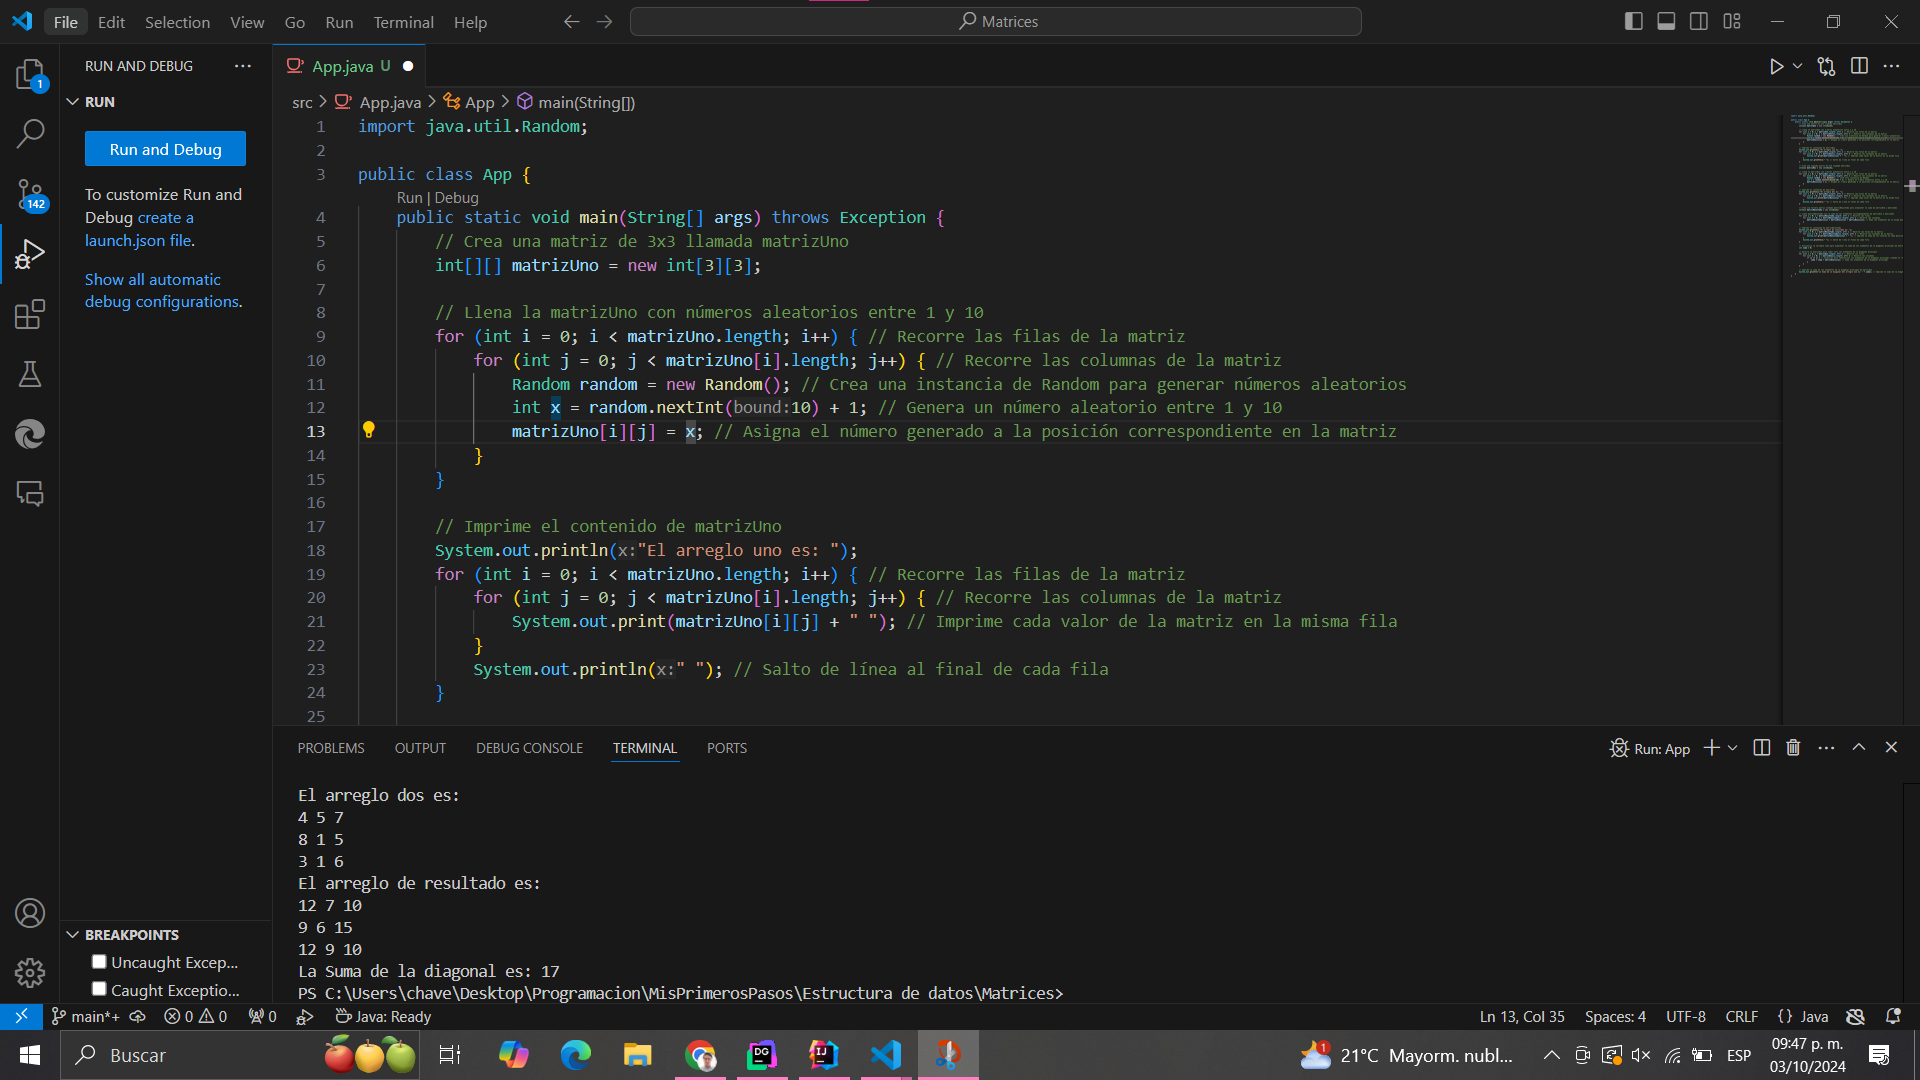 File Edit Selection View Go Run Terminal Help
Matrices
RUN AND DEBUG
RUN
Run and Debug
To customize Run and
Debug create a
launch.json file.
Show all automatic
debug configurations.
1
142
App.java U
src > App.java > App > main(String[])
1 import java.util.Random;
2
3 public class App {
Run | Debug
4 public static void main(String[] args) throws Exception {
5 // Crea una matriz de 3x3 llamada matrizUno
6 int[][] matrizUno = new int[3][3];
7
8 // Llena la matrizUno con números aleatorios entre 1 y 10
9 for (int i = 0; i < matrizUno.length; i++) { // Recorre las filas de la matriz
10 for (int j = 0; j < matrizUno[i].length; j++) { // Recorre las columnas de la matriz
11 Random random = new Random(); // Crea una instancia de Random para generar números aleatorios
12 int x = random.nextInt(bound:10) + 1; // Genera un número aleatorio entre 1 y 10
13 matrizUno[i][j] = x; // Asigna el número generado a la posición correspondiente en la matriz
14 }
15 }
16
17 // Imprime el contenido de matrizUno
18 System.out.println(x:"El arreglo uno es: ");
19 for (int i = 0; i < matrizUno.length; i++) { // Recorre las filas de la matriz
20 for (int j = 0; j < matrizUno[i].length; j++) { // Recorre las columnas de la matriz
21 System.out.print(matrizUno[i][j] + " "); // Imprime cada valor de la matriz en la misma fila
22 }
23 System.out.println(x:" "); // Salto de línea al final de cada fila
24 }
25
PROBLEMS OUTPUT DEBUG CONSOLE TERMINAL PORTS
Run: App
El arreglo dos es:
4 5 7
8 1 5
3 1 6
El arreglo de resultado es:
12 7 10
9 6 15
12 9 10
La Suma de la diagonal es: 17
PS C:\Users\chave\Desktop\Programacion\MisPrimerosPasos\Estructura de datos\Matrices>
BREAKPOINTS
Uncaught Excep...
Caught Exceptio...
main*+ 0 0 0 Java: Ready
Ln 13, Col 35 Spaces: 4 UTF-8 CRLF {} Java
Buscar
DG
IJ
1
21°C Mayorm. nubl...
ESP
09:47 p. m.
03/10/2024